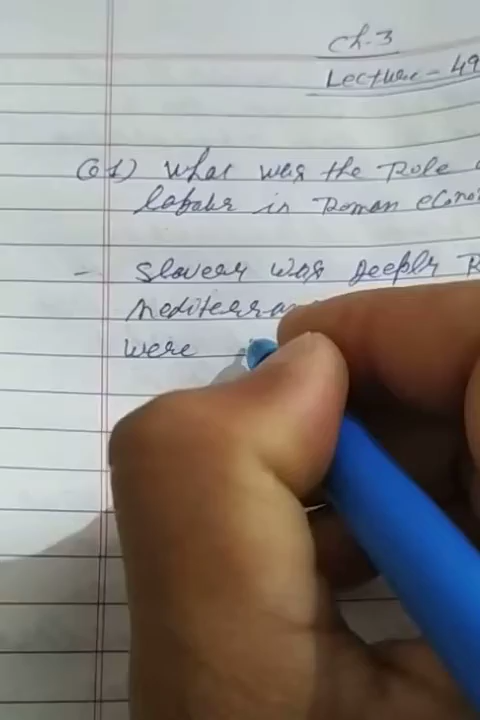 Ch.3
Lecture - 49
Q1) What was the Role
labour in Roman econo
- Slavery was deeply R
Mediterra
were